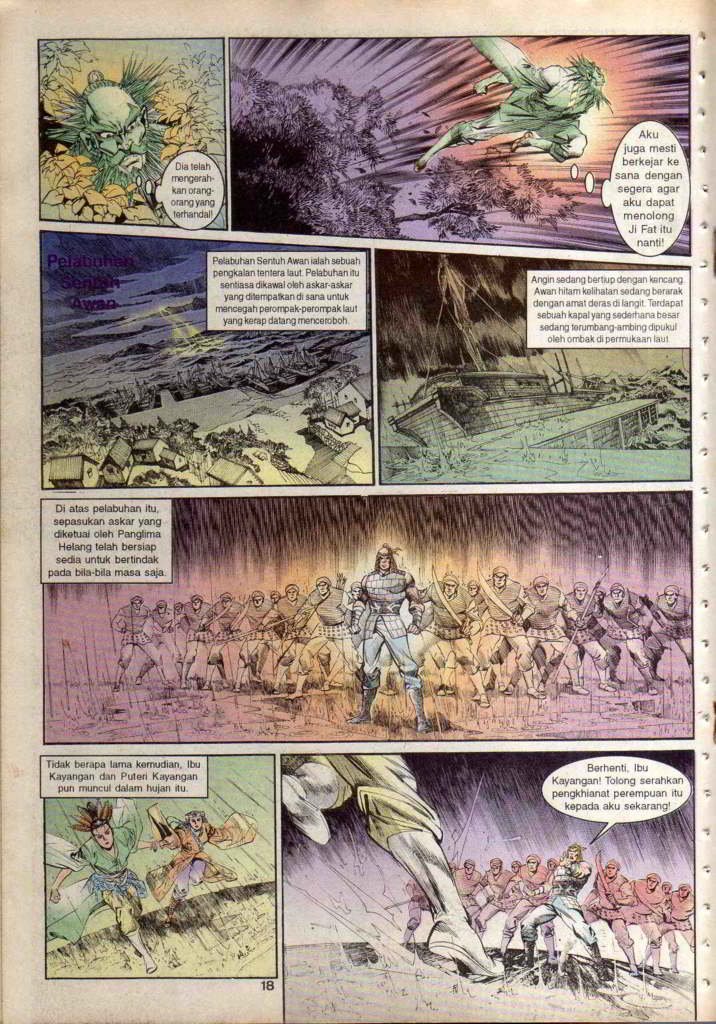 Dia telah
mengerah-
kan orang-
orang yang
terhandal!
Aku
juga mesti
berkejar ke
sana dengan
segera agar
aku dapat
menolong
Ji Fat itu
nanti!
Pelabuhan
Sentuh
Awan
Pelabuhan Sentuh Awan ialah sebuah
pengkalan tentera laut. Pelabuhan itu
sentiasa dikawal oleh askar-askar
yang ditempatkan di sana untuk
mencegah perompak-perompak laut
yang kerap datang menceroboh.
Angin sedang bertiup dengan kencang.
Awan hitam kelihatan sedang berarak
dengan amat deras di langit. Terdapat
sebuah kapal yang sederhana besar
sedang terumbang-ambing dipukul
oleh ombak di permukaan laut
Di atas pelabuhan itu,
sepasukan askar yang
diketuai oleh Panglima
Helang telah bersiap
sedia untuk bertindak
pada bila-bila masa saja.
Tidak berapa lama kemudian, Ibu
Kayangan dan Puteri Kayangan
pun muncul dalam hujan itu.
Berhenti, Ibu
Kayangan! Tolong serahkan
pengkhianat perempuan itu
kepada aku sekarang!
18